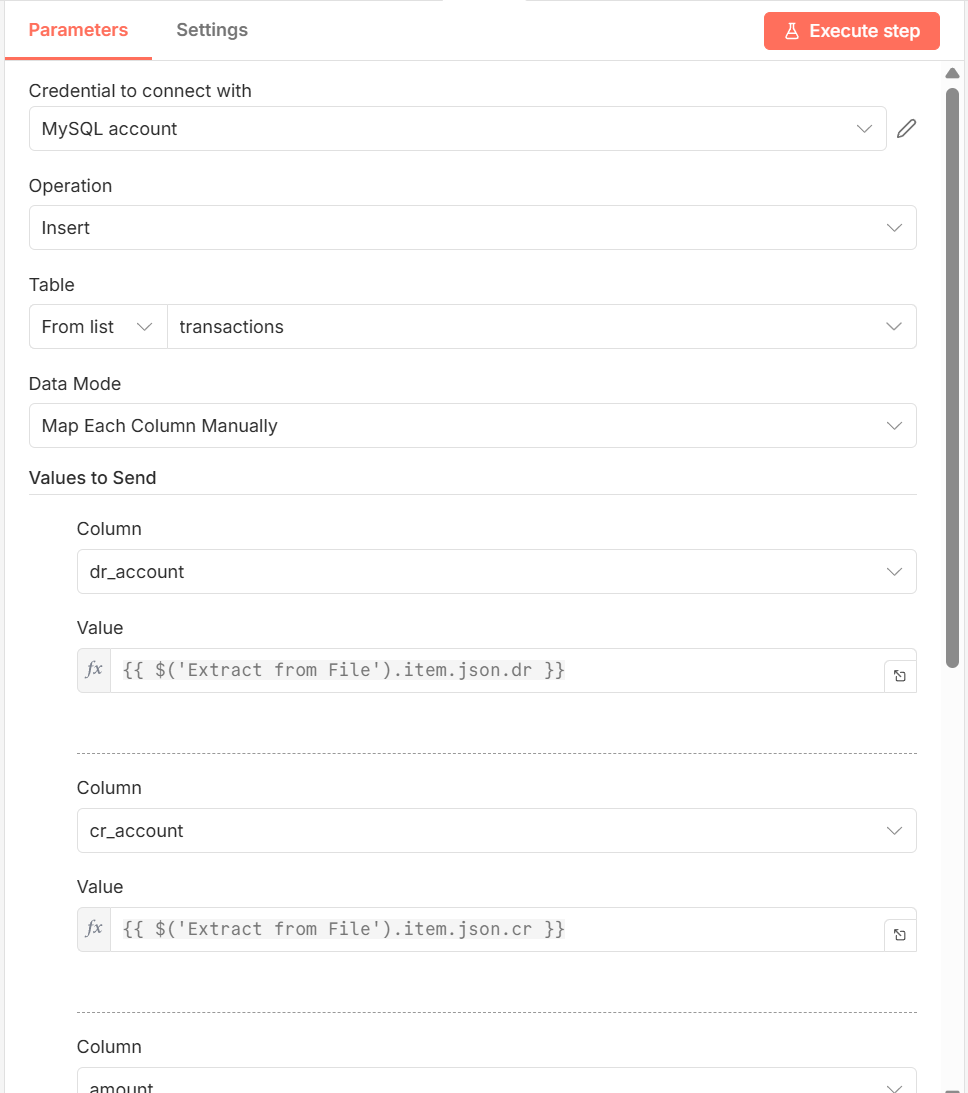 Parameters Settings Execute step
Credential to connect with
MySQL account
Operation
Insert
Table
From list transactions
Data Mode
Map Each Column Manually
Values to Send
Column
dr_account
Value
fx {{ $('Extract from File').item.json.dr }}
Column
cr_account
Value
fx {{ $('Extract from File').item.json.cr }}
Column
amount